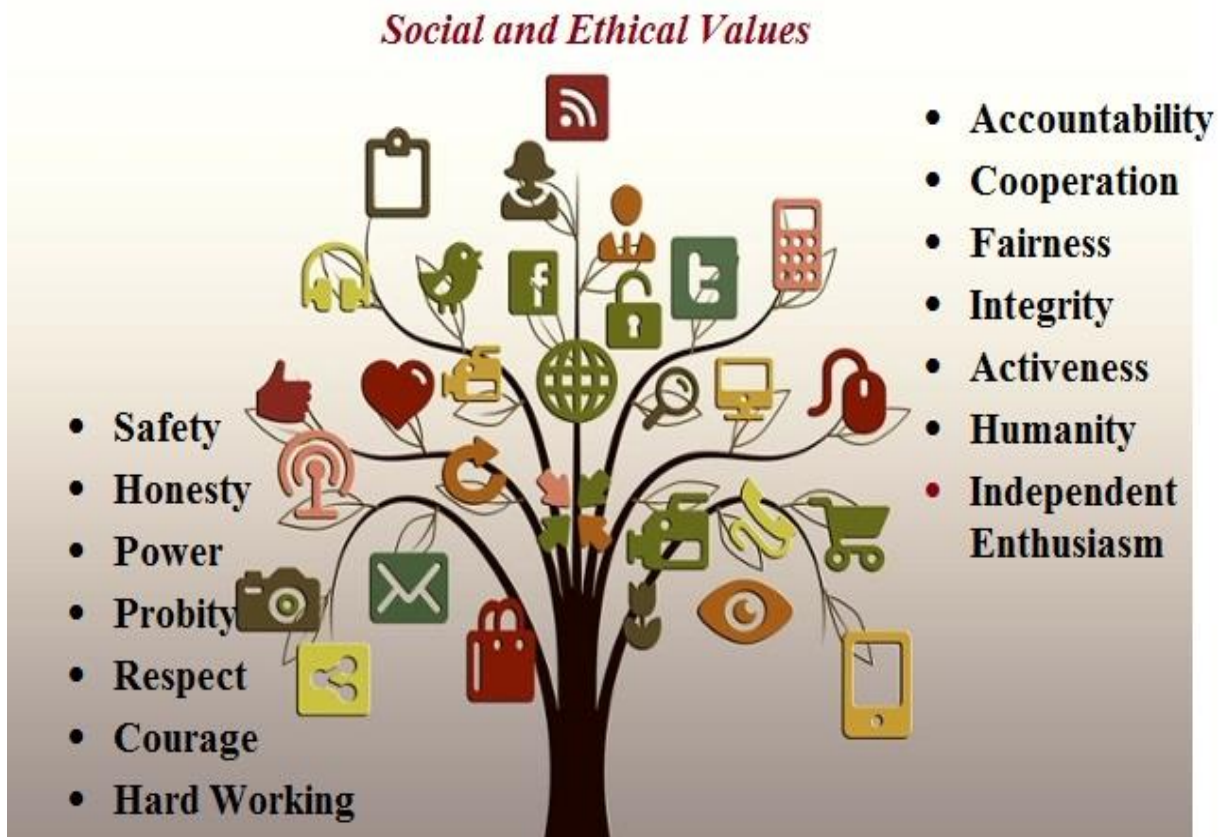 Social and Ethical Values
• Accountability
• Cooperation
• Fairness
• Integrity
• Activeness
• Humanity
• Independent
Enthusiasm
• Safety
• Honesty
• Power
• Probity
• Respect
• Courage
• Hard Working
f
t